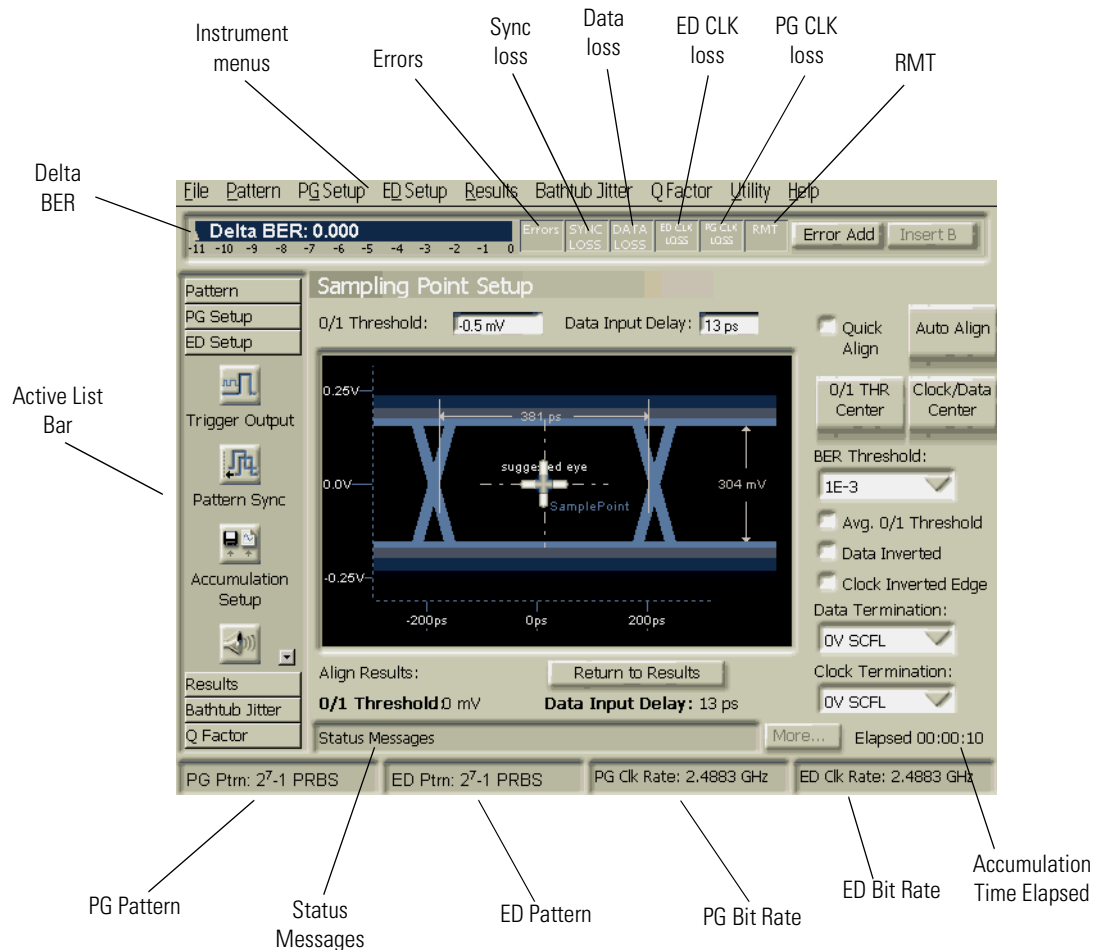 Instrument
menus
Errors
Sync
loss
Data
loss
ED CLK
loss
PG CLK
loss
RMT
Delta
BER
File Pattern PG Setup ED Setup Results Bathtub Jitter Q Factor Utility Help
Delta BER: 0.000
-11 -10 -9 -8 -7 -6 -5 -4 -3 -2 -1 0
Errors
SYNC
LOSS
DATA
LOSS
ED CLK
LOSS
PG CLK
LOSS
RMT
Error Add
Insert B
Pattern
PG Setup
ED Setup
Trigger Output
Pattern Sync
Accumulation
Setup
Results
Bathtub Jitter
Q Factor
Active List
Bar
Sampling Point Setup
0/1 Threshold: -0.5 mV Data Input Delay: 13 ps
0.25V
0.0V
-0.25V
381 ps
suggested eye
SamplePoint
304 mV
-200ps 0ps 200ps
Quick
Align
Auto Align
0/1 THR
Center
Clock/Data
Center
BER Threshold:
1E-3
Avg. 0/1 Threshold
Data Inverted
Clock Inverted Edge
Data Termination:
0V SCFL
Clock Termination:
0V SCFL
Align Results:
Return to Results
0/1 Threshold:0 mV Data Input Delay: 13 ps
Status Messages
More...
Elapsed 00:00:10
PG Ptrn: 2⁷-1 PRBS
ED Ptrn: 2⁷-1 PRBS
PG Clk Rate: 2.4883 GHz
ED Clk Rate: 2.4883 GHz
PG Pattern
Status
Messages
ED Pattern
PG Bit Rate
ED Bit Rate
Accumulation
Time Elapsed